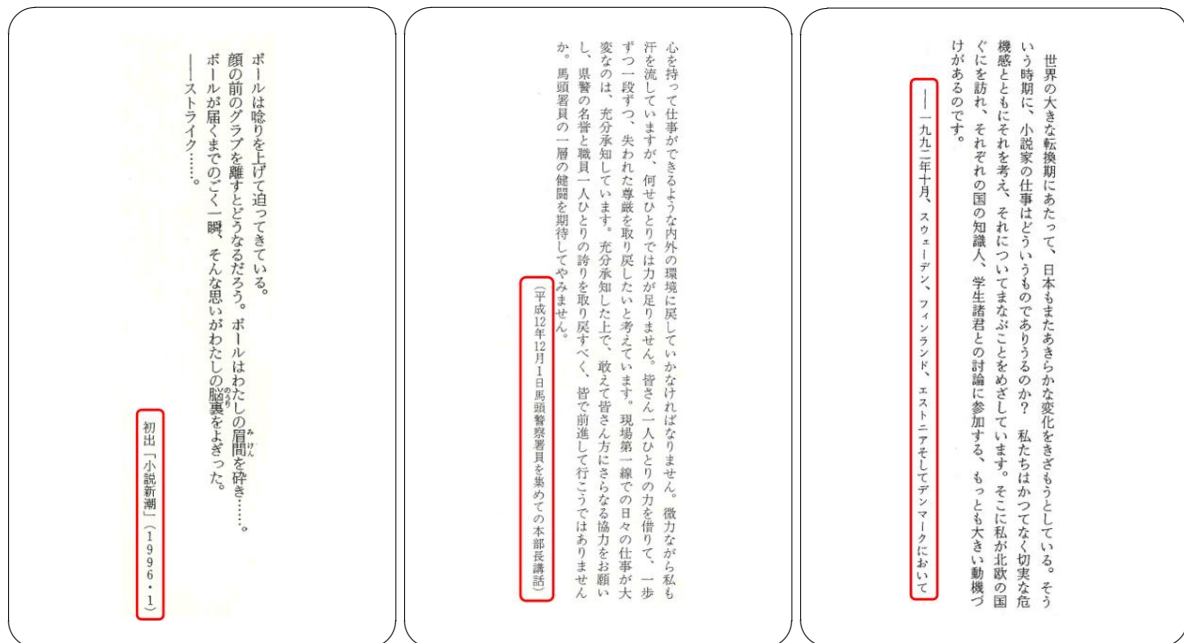 ボールは唸りを上げて迫ってきている。
みけん
顔の前のグラブを離すとどうなるだろう。ボールはわたしの眉間を砕き……。
のうり
ボールが届くまでのごく一瞬、そんな思いがわたしの脳裏をよぎった。
――ストライク……。
初出「小説新潮」(1996・1)
心を持って仕事ができるような内外の環境に戻していかなければなりません。微力ながら私も
汗を流していますが、何せひとりでは力が足りません。皆さん一人ひとりの力を借りて、一歩
ずつ一段ずつ、失われた尊厳を取り戻したいと考えています。現場第一線での日々の仕事が大
変なのは、充分承知しています。充分承知した上で、敢えて皆さん方にさらなる協力をお願い
し、県警の名誉と職員一人ひとりの誇りを取り戻すべく、皆で前進して行こうではありません
か。馬頭署員の一層の健闘を期待してやみません。
(平成12年12月1日馬頭警察署員を集めての本部長講話)
世界の大きな転換期にあたって、日本もまたあきらかな変化をきざもうとしている。そう
いう時期に、小説家の仕事はどういうものでありうるのか? 私たちはかつてなく切実な危
機感とともにそれを考え、それについてまなぶことをめざしています。そこに私が北欧の国
ぐにを訪れ、それぞれの国の知識人、学生諸君との討論に参加する、もっとも大きい動機づ
けがあるのです。
――一九九二年十月、スウェーデン、フィンランド、エストニアそしてデンマークにおいて